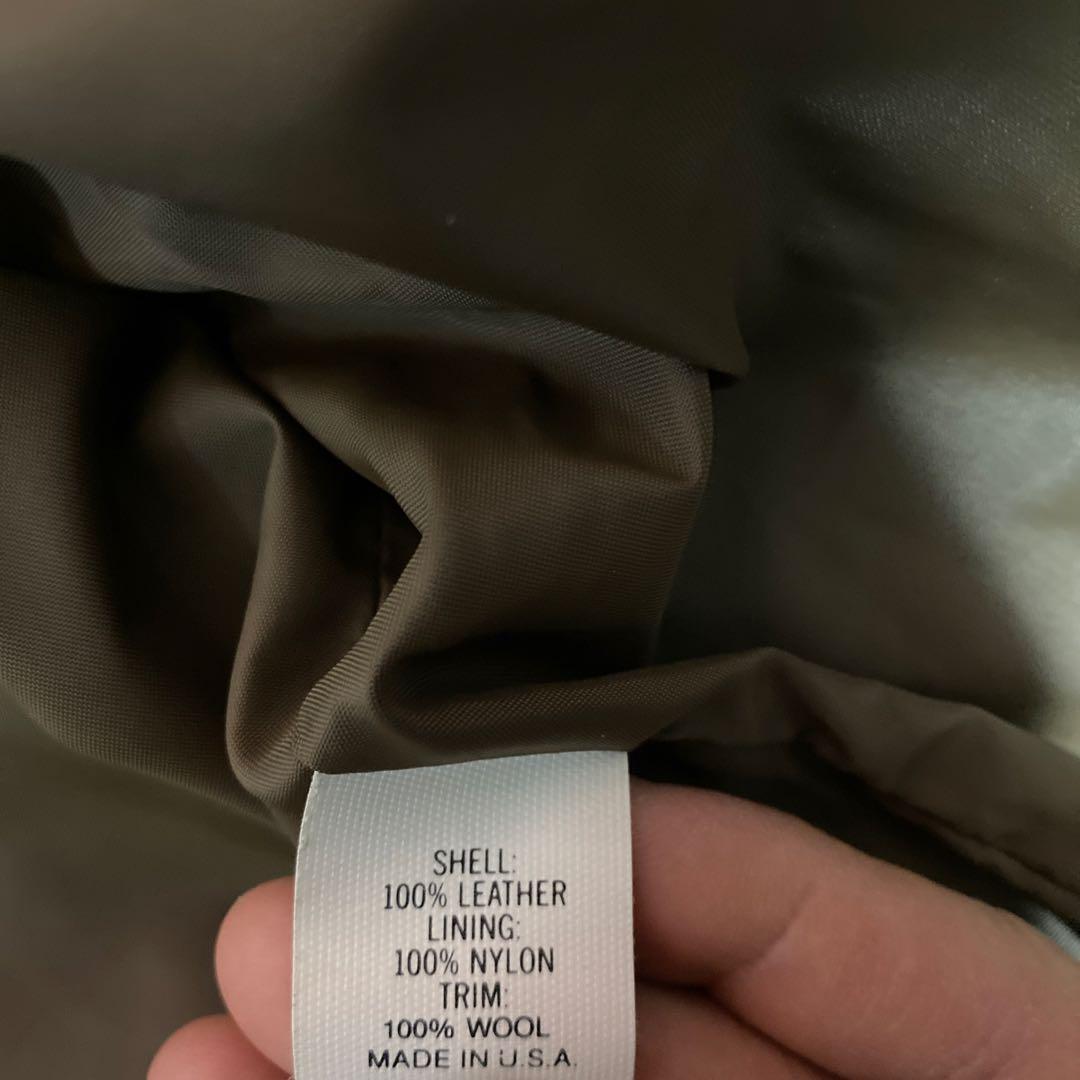 SHELL:
100% LEATHER
LINING:
100% NYLON
TRIM:
100% WOOL
MADE IN U.S.A.